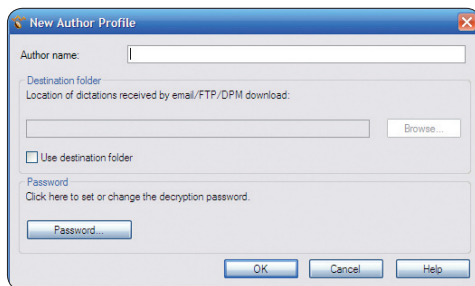 New Author Profile
Author name:
Destination folder
Location of dictations received by email/FTP/DPM download:
Browse...
Use destination folder
Password
Click here to set or change the decryption password.
Password...
OK Cancel Help